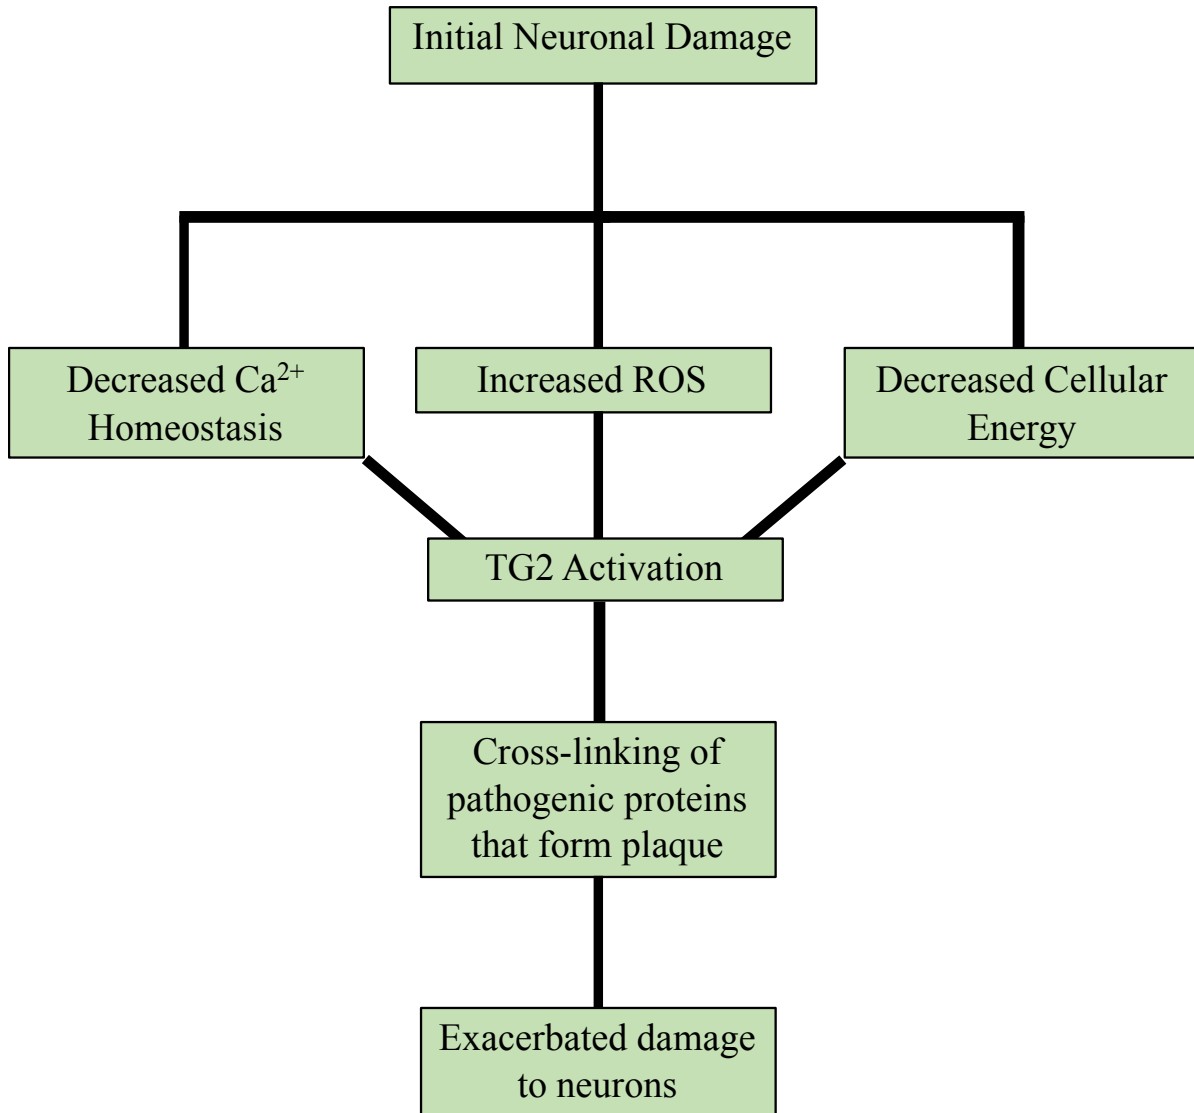 Initial Neuronal Damage
Decreased Ca²⁺
Homeostasis
Increased ROS
Decreased Cellular
Energy
TG2 Activation
Cross-linking of
pathogenic proteins
that form plaque
Exacerbated damage
to neurons